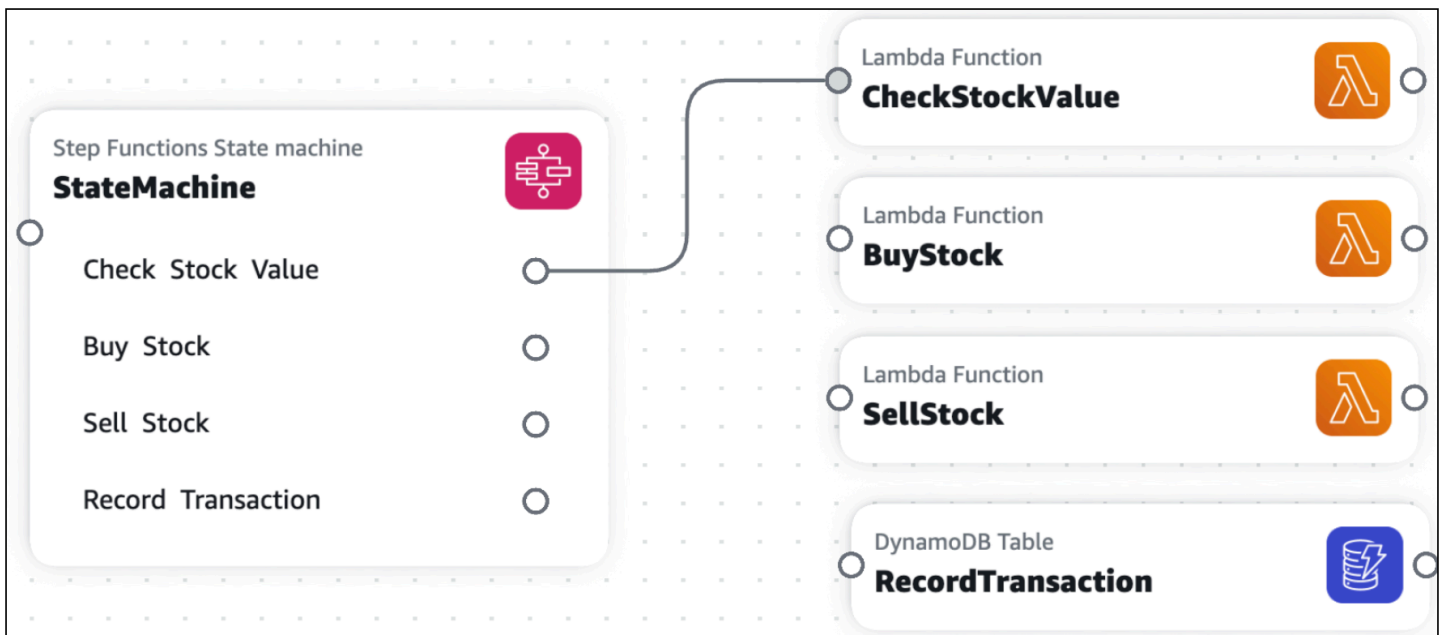 Step Functions State machine
StateMachine
Check Stock Value
Buy Stock
Sell Stock
Record Transaction
Lambda Function
CheckStockValue
Lambda Function
BuyStock
Lambda Function
SellStock
DynamoDB Table
RecordTransaction